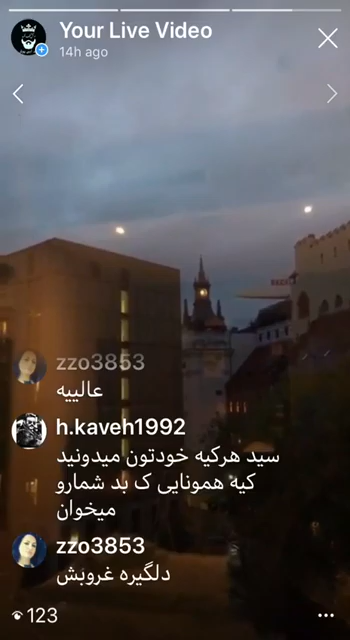 Your Live Video
14h ago
zzo3853
عالییه
h.kaveh1992
سید هرکیه خودتون میدونید
کیه همونایی ک بد شمارو
میخوان
zzo3853
دلگیره غروبش
123